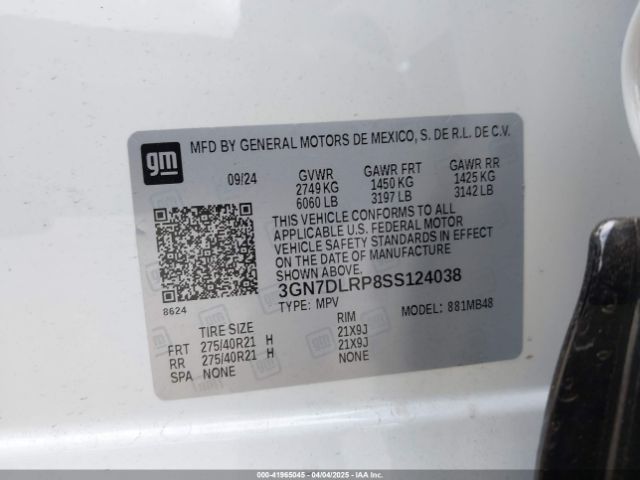 MFD BY GENERAL MOTORS DE MEXICO, S. DE R.L. DE C.V.
gm
09/24 GVWR GAWR FRT GAWR RR
2749 KG 1450 KG 1425 KG
6060 LB 3197 LB 3142 LB
THIS VEHICLE CONFORMS TO ALL
APPLICABLE U.S. FEDERAL MOTOR
VEHICLE SAFETY STANDARDS IN EFFECT
ON THE DATE OF MANUFACTURE
SHOWN ABOVE.
3GN7DLRP8SS124038
8624 TYPE: MPV MODEL: 881MB48
TIRE SIZE RIM
FRT 275/40R21 H 21X9J
RR 275/40R21 H 21X9J
SPA NONE NONE
000-41965045 - 04/04/2025 - IAAI.COM